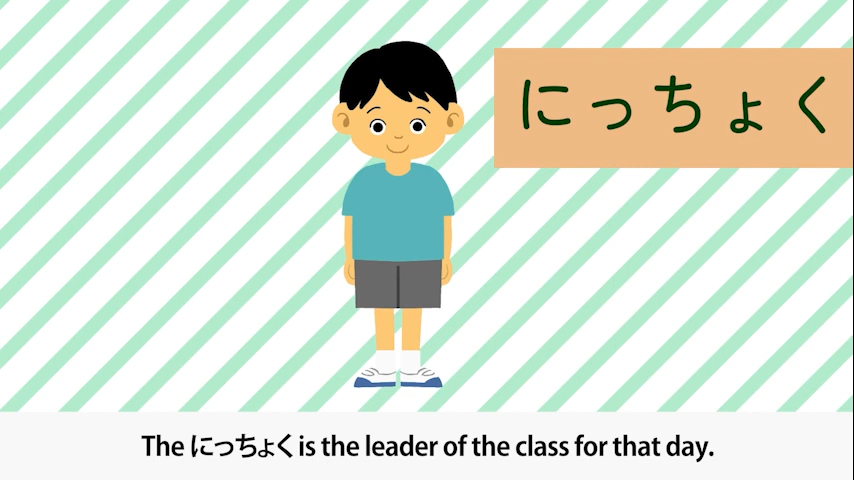 にっちょく
The にっちょく is the leader of the class for that day.